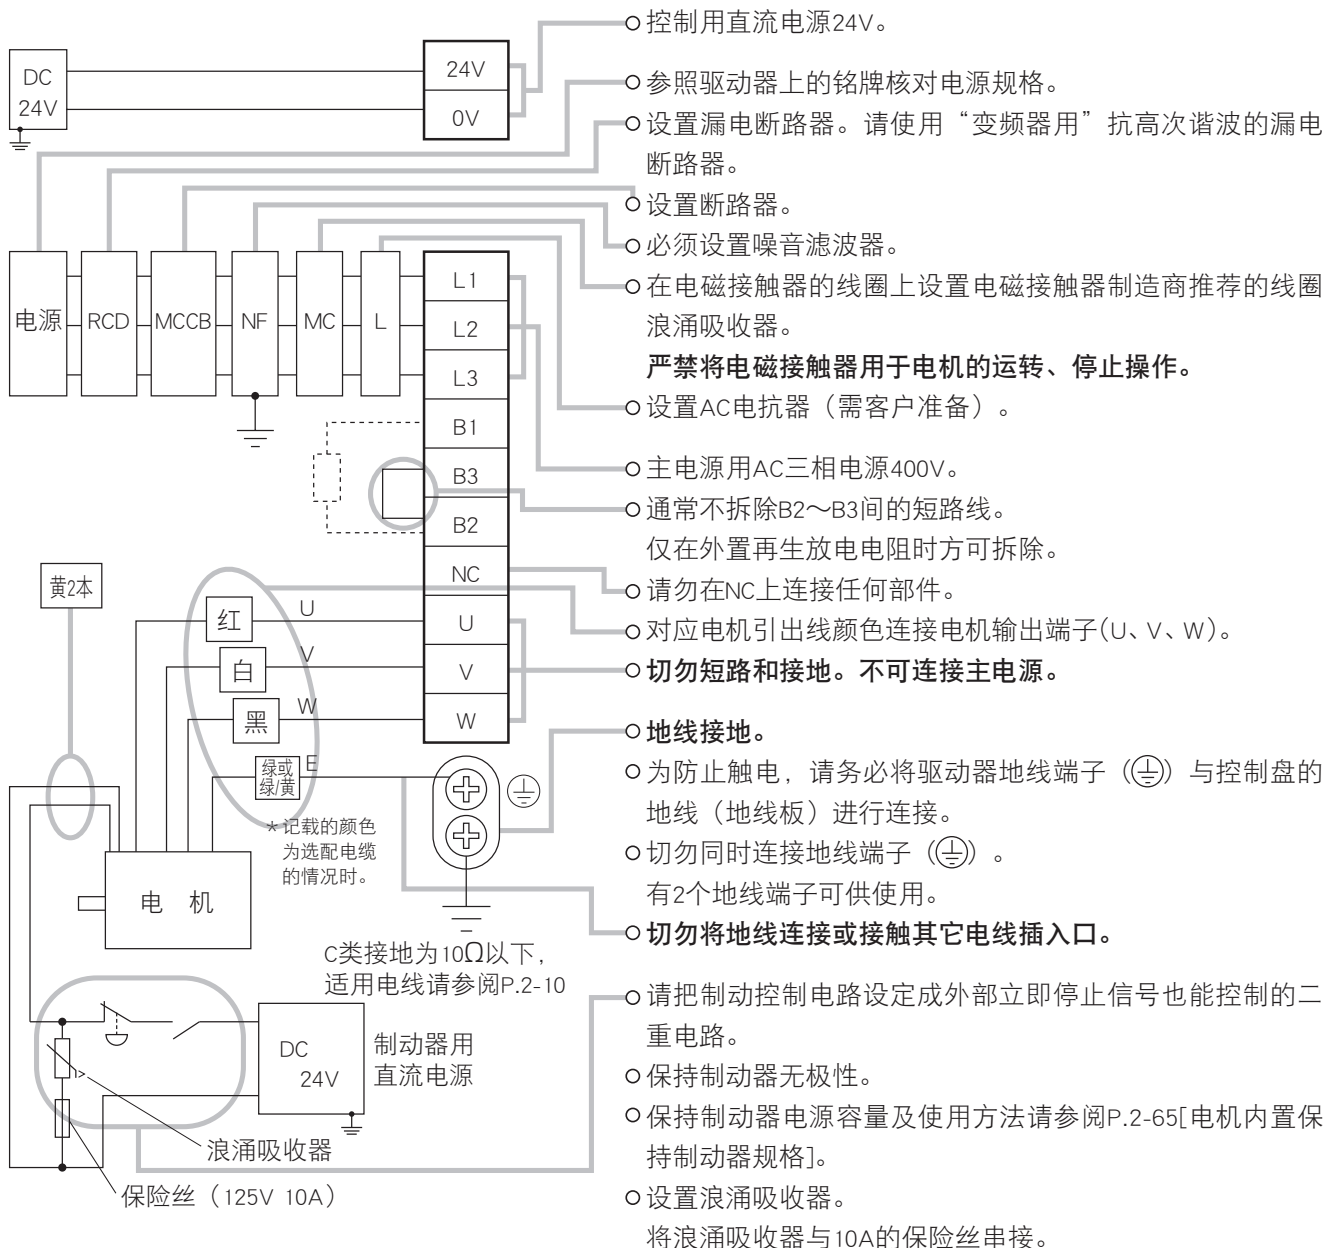 控制用直流电源24V。
DC
24V
24V
0V
参照驱动器上的铭牌核对电源规格。
设置漏电断路器。请使用“变频器用”抗高次谐波的漏电
断路器。
设置断路器。
必须设置噪音滤波器。
在电磁接触器的线圈上设置电磁接触器制造商推荐的线圈
浪涌吸收器。
严禁将电磁接触器用于电机的运转、停止操作。
设置AC电抗器（需客户准备）。
电源
RCD
MCCB
NF
MC
L
L1
L2
L3
B1
B3
B2
NC
U
V
W
主电源用AC三相电源400V。
通常不拆除B2～B3间的短路线。
仅在外置再生放电电阻时方可拆除。
请勿在NC上连接任何部件。
对应电机引出线颜色连接电机输出端子(U、V、W)。
切勿短路和接地。不可连接主电源。
黄2本
红
U
白
V
黑
W
绿或
绿/黄
E
*记载的颜色
为选配电缆
的情况时。
电 机
地线接地。
为防止触电，请务必将驱动器地线端子（⏚）与控制盘的
地线（地线板）进行连接。
切勿同时连接地线端子（⏚）。
有2个地线端子可供使用。
切勿将地线连接或接触其它电线插入口。
C类接地为10Ω以下，
适用电线请参阅P.2-10
DC
24V
制动器用
直流电源
浪涌吸收器
保险丝（125V 10A）
请把制动控制电路设定成外部立即停止信号也能控制的二
重电路。
保持制动器无极性。
保持制动器电源容量及使用方法请参阅P.2-65[电机内置保
持制动器规格]。
设置浪涌吸收器。
将浪涌吸收器与10A的保险丝串接。